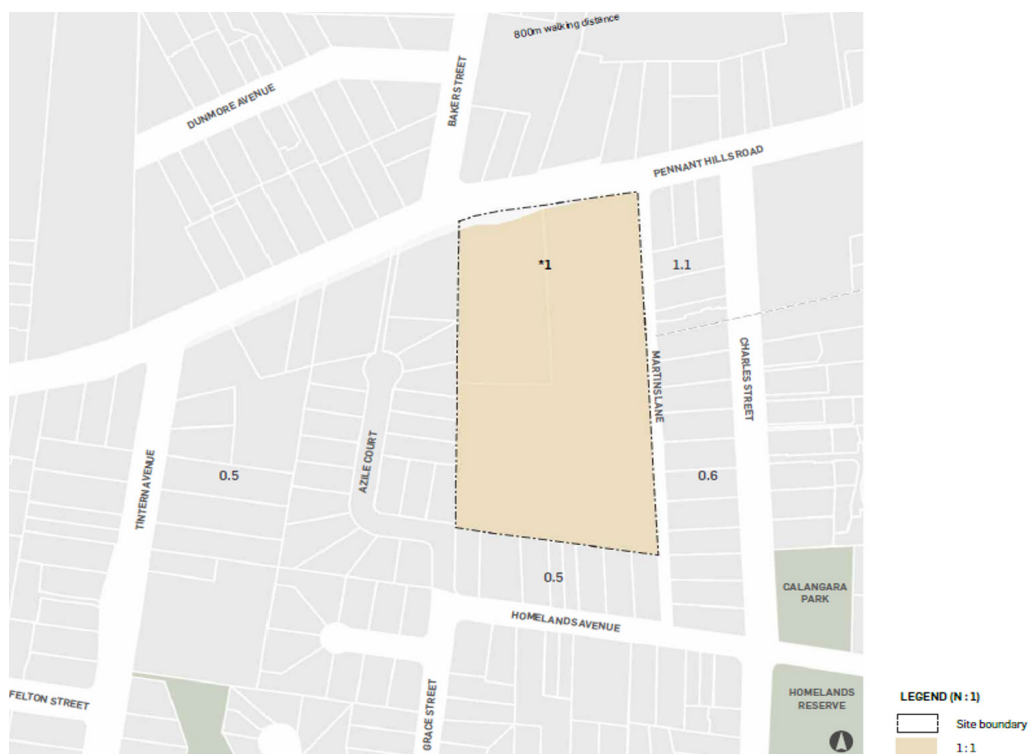 800m walking distance
DUNMORE AVENUE
BAKER STREET
PENNANT HILLS ROAD
*1
1.1
MARTINS LANE
CHARLES STREET
TINTERN AVENUE
0.5
AZILE COURT
0.6
0.5
CALANGARA
PARK
HOMELANDS AVENUE
FELTON STREET
GRACE STREET
HOMELANDS
RESERVE
LEGEND (N : 1)
Site boundary
1:1